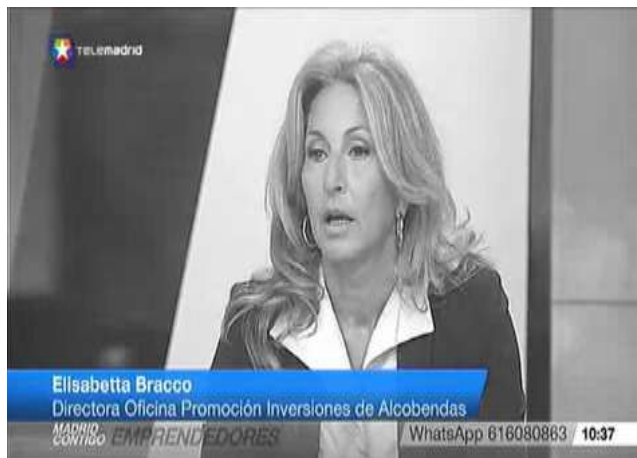 TELEMADRID
Elisabetta Bracco
Directora Oficina Promoción Inversiones de Alcobendas
MADRID
CONTIGO EMPRENDEDORES
WhatsApp 616080863 10:37